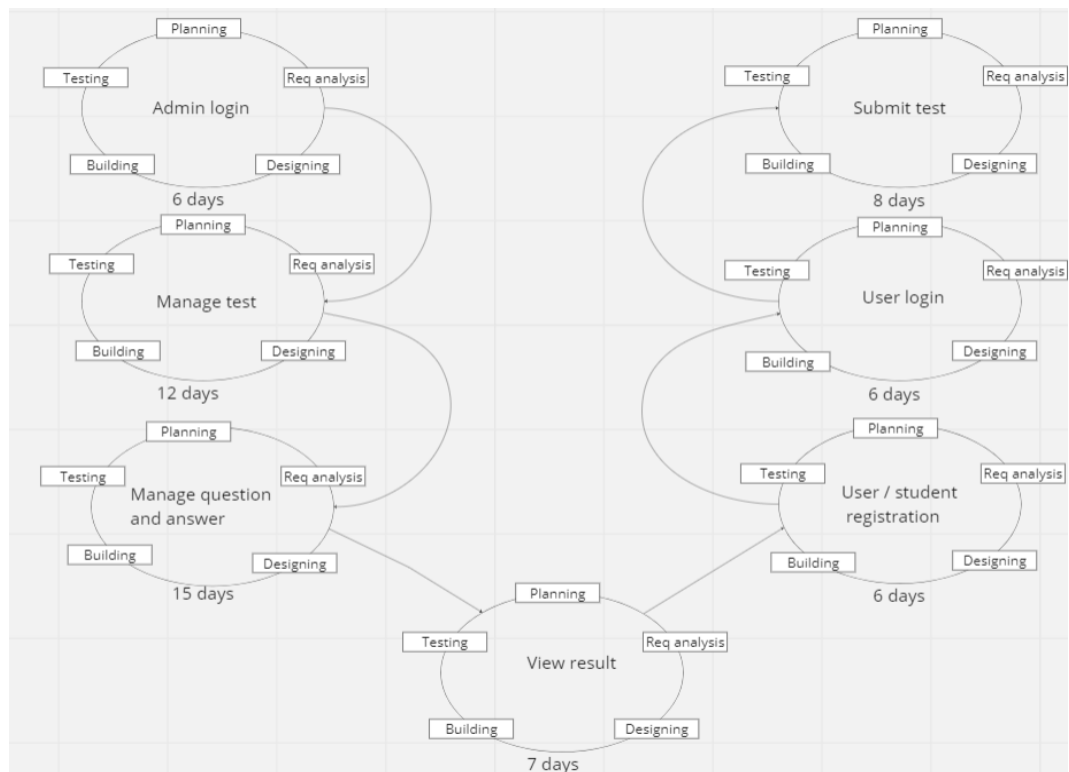 Planning
Testing
Req analysis
Admin login
Building
Designing
6 days
Planning
Testing
Req analysis
Manage test
Building
Designing
12 days
Planning
Testing
Req analysis
Manage question
and answer
Building
Designing
15 days
Planning
Testing
Req analysis
View result
Building
Designing
7 days
Planning
Testing
Req analysis
User / student
registration
Building
Designing
6 days
Planning
Testing
Req analysis
User login
Building
Designing
6 days
Planning
Testing
Req analysis
Submit test
Building
Designing
8 days